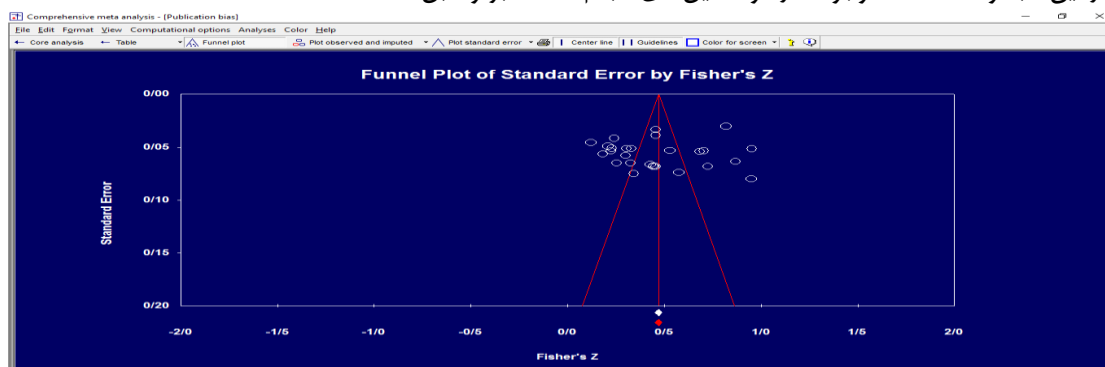 Comprehensive meta analysis - [Publication bias]
File Edit Format View Computational options Analyses Color Help
← Core analysis ← Table Funnel plot Plot observed and imputed Plot standard error Center line Guidelines Color for screen
Funnel Plot of Standard Error by Fisher's Z
0/00
0/05
0/10
0/15
0/20
Standard Error
-2/0 -1/5 -1/0 -0/5 0/0 0/5 1/0 1/5 2/0
Fisher's Z